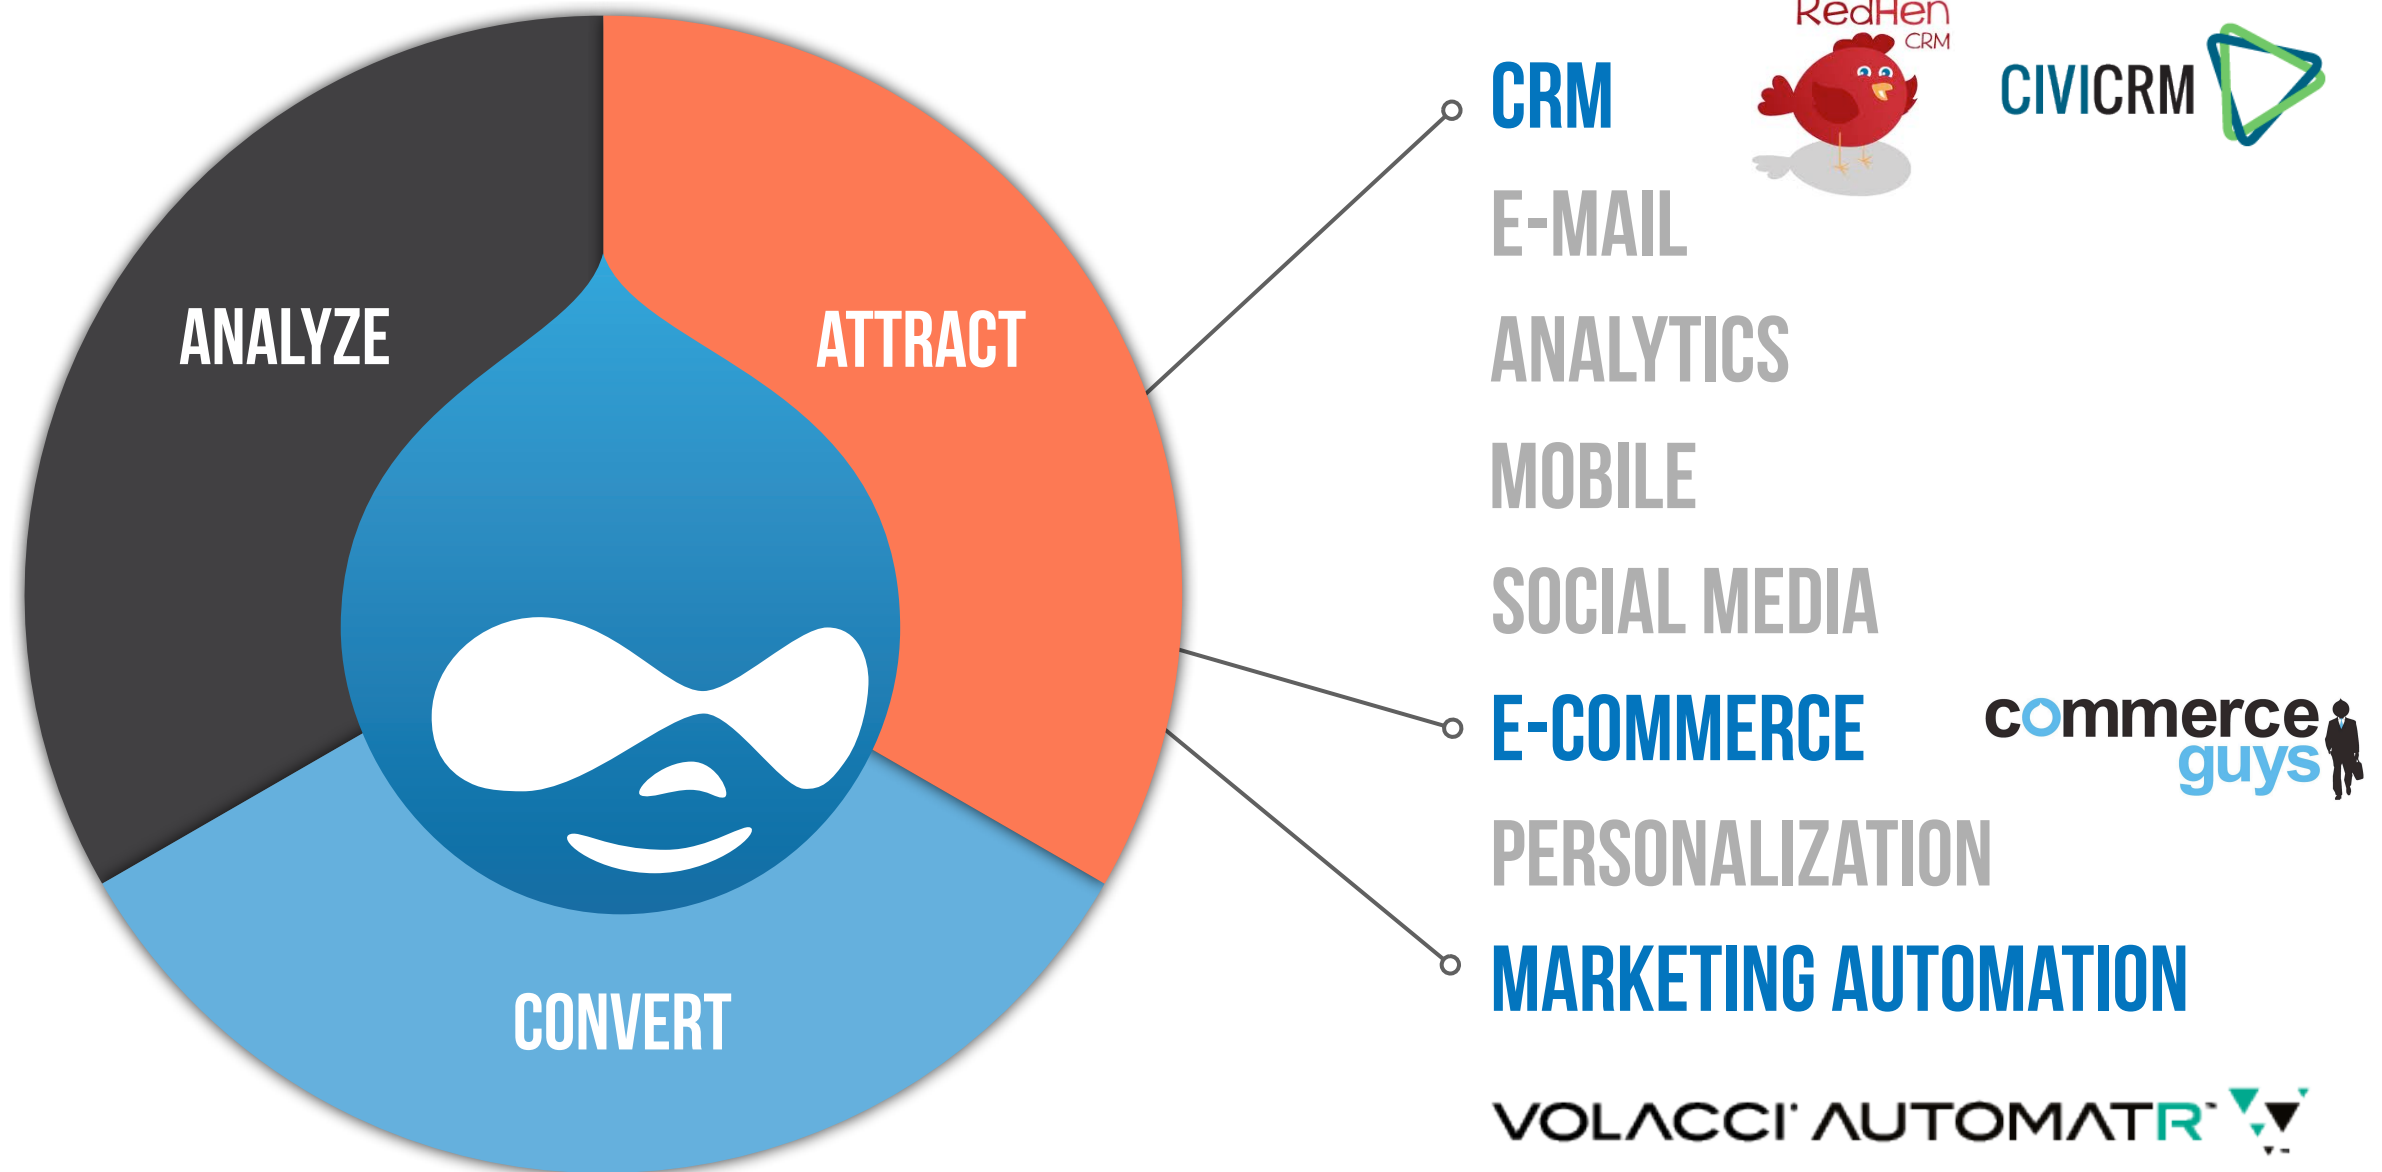 ANALYZE
ATTRACT
CONVERT
CRM
RedHen
CRM
CIVICRM
E-MAIL
ANALYTICS
MOBILE
SOCIAL MEDIA
E-COMMERCE
commerce
guys
PERSONALIZATION
MARKETING AUTOMATION
VOLACCI AUTOMATR